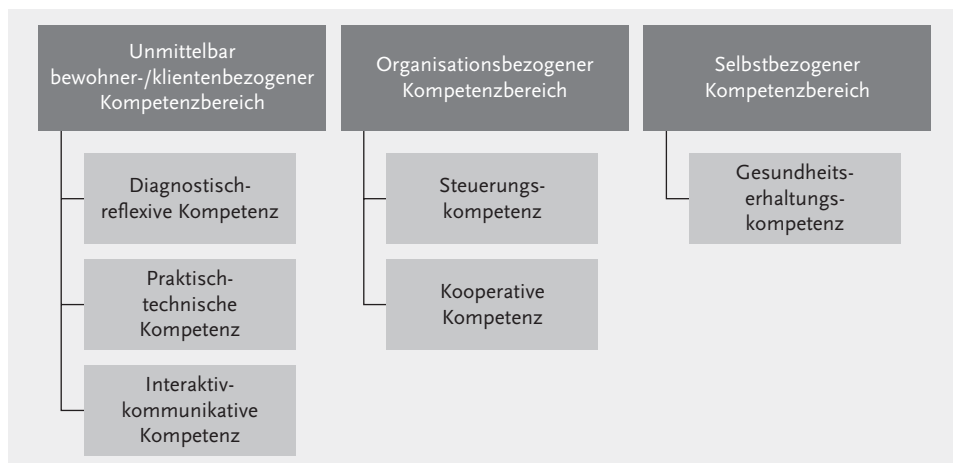 Unmittelbar
bewohner-/klientenbezogener
Kompetenzbereich
Diagnostisch-
reflexive Kompetenz
Praktisch-
technische
Kompetenz
Interaktiv-
kommunikative
Kompetenz
Organisationsbezogener
Kompetenzbereich
Steuerungs-
kompetenz
Kooperative
Kompetenz
Selbstbezogener
Kompetenzbereich
Gesundheits-
erhaltungs-
kompetenz